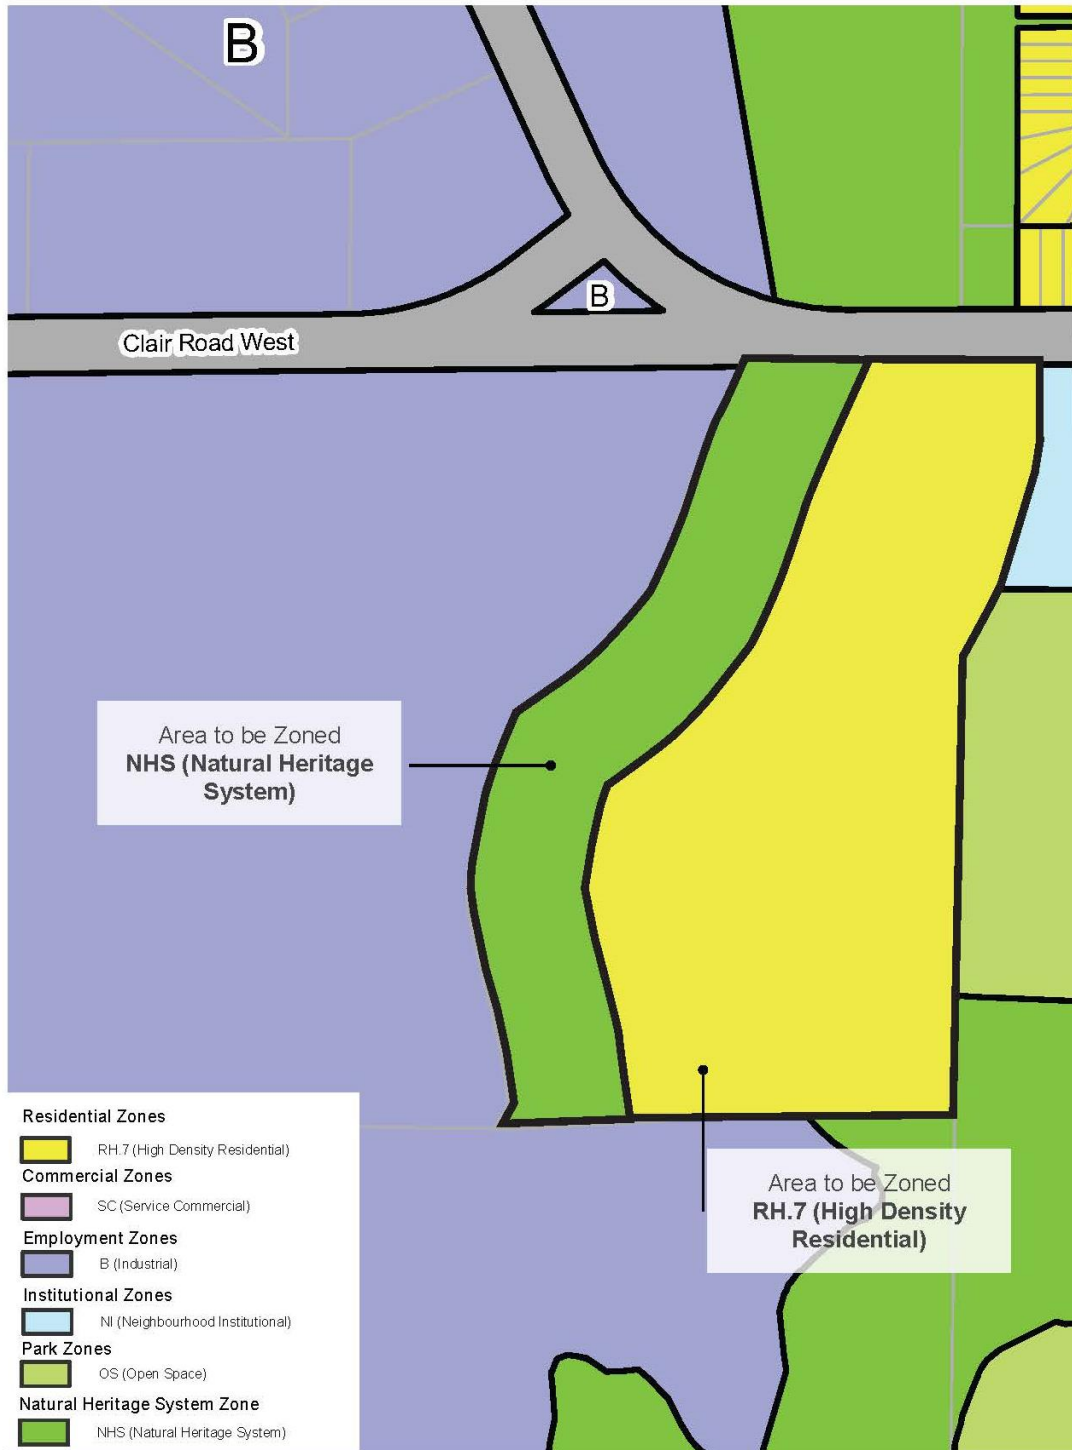 B
B
Clair Road West
Area to be Zoned
NHS (Natural Heritage
System)
Area to be Zoned
RH.7 (High Density
Residential)
Residential Zones
RH.7 (High Density Residential)
Commercial Zones
SC (Service Commercial)
Employment Zones
B (Industrial)
Institutional Zones
NI (Neighbourhood Institutional)
Park Zones
OS (Open Space)
Natural Heritage System Zone
NHS (Natural Heritage System)